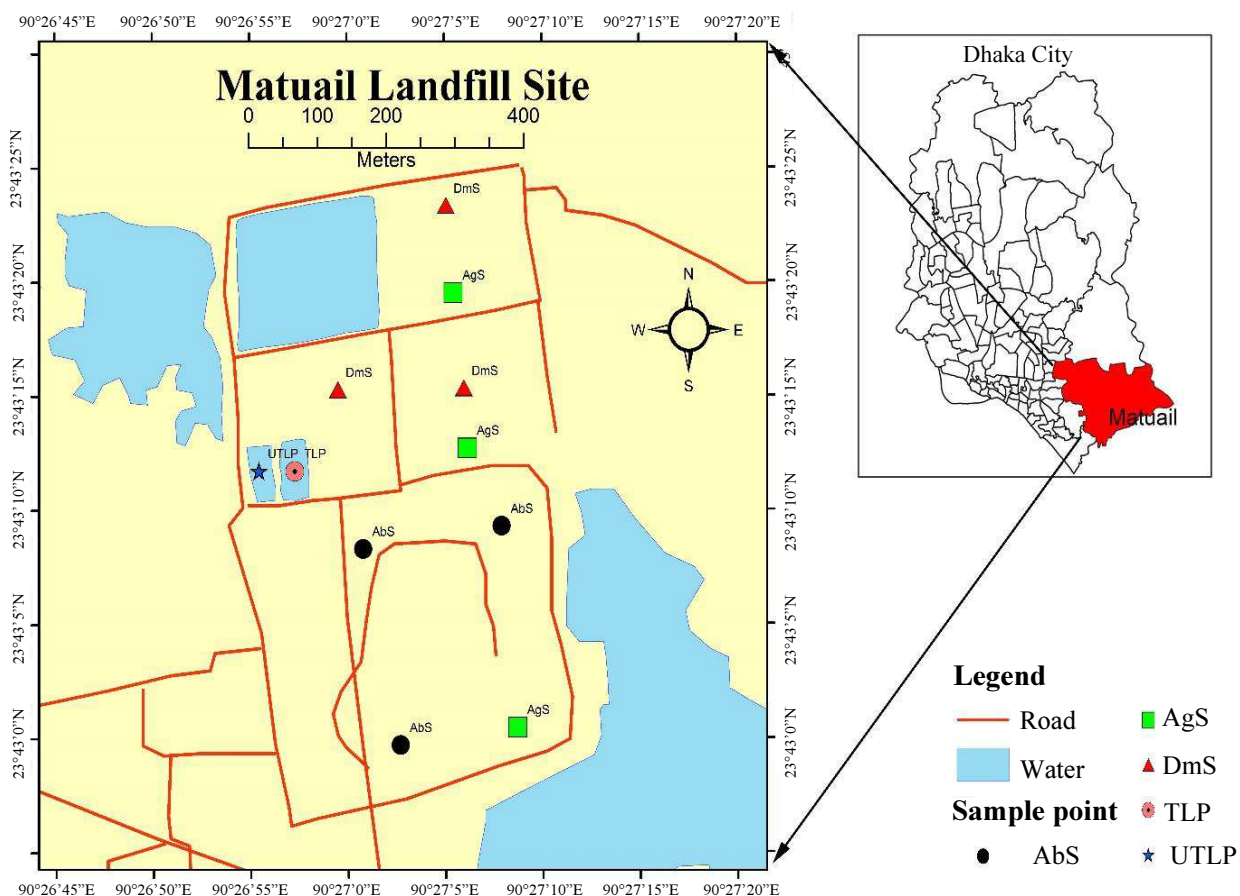 90°26’45”E 90°26’50”E 90°26’55”E 90°27’0”E 90°27’5”E 90°27’10”E 90°27’15”E 90°27’20”E
Matuail Landfill Site
0 100 200 400
Meters
23°43’25”N 23°43’25”N
DmS
23°43’20”N 23°43’20”N
AgS
N
W E
S
23°43’15”N 23°43’15”N
DmS DmS
AgS
UTLP TLP
23°43’10”N 23°43’10”N
AbS AbS
23°43’5”N 23°43’5”N
AbS AgS
23°43’0”N 23°43’0”N
90°26’45”E 90°26’50”E 90°26’55”E 90°27’0”E 90°27’5”E 90°27’10”E 90°27’15”E 90°27’20”E
Dhaka City
Matuail
Legend
Road
Water
Sample point
AbS
AgS
DmS
TLP
UTLP